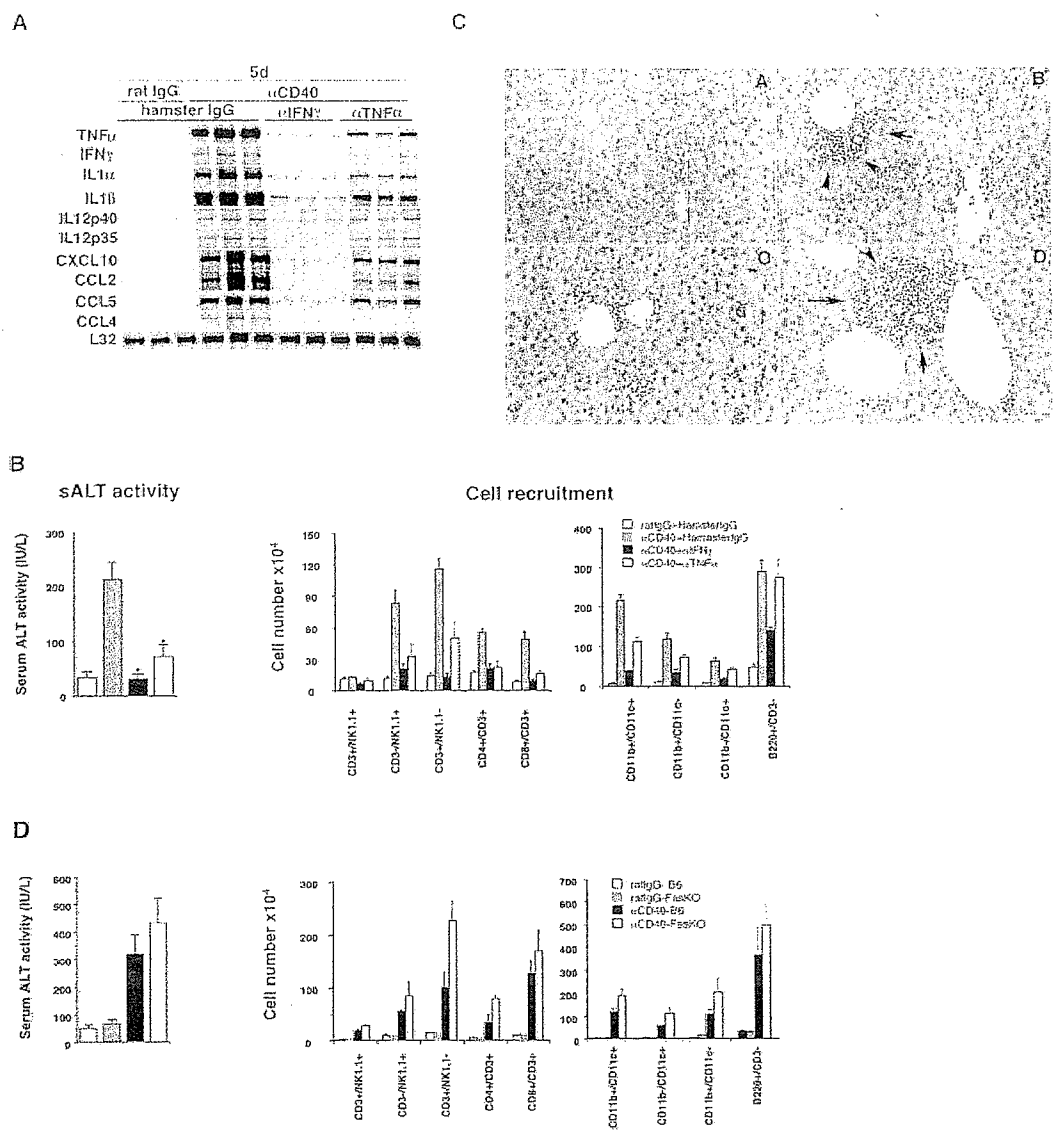 A
5d
rat IgG αCD40
hamster IgG αIFNγ αTNFα
TNFα
IFNγ
IL1α
IL1β
IL12p40
IL12p35
CXCL10
CCL2
CCL5
CCL4
L32
C
A
B
C
D
B
sALT activity
Cell recruitment
Serum ALT activity (IU/L)
300
200
100
0
Cell number x10⁴
150
120
90
60
30
0
CD3+/NK1.1+
CD3-/NK1.1+
CD3+/NK1.1-
CD4+/CD3+
CD8+/CD3+
400
300
200
100
0
ratIgG+HamsterIgG
αCD40+HamsterIgG
αCD40+αIFNγ
αCD40+αTNFα
CD11b+/CD11c+
CD11b+/CD11c-
CD11b-/CD11c+
B220+/CD3-
D
Serum ALT activity (IU/L)
600
500
400
300
200
100
0
Cell number x10⁴
300
200
100
0
CD3+/NK1.1+
CD3-/NK1.1+
CD3+/NK1.1-
CD4+/CD3+
CD8+/CD3+
700
600
500
400
300
200
100
0
ratIgG- B6
ratIgG-FasKO
αCD40-B6
αCD40-FasKO
CD11b+/CD11c+
CD11b-/CD11c+
CD11b+/CD11c-
B220+/CD3-